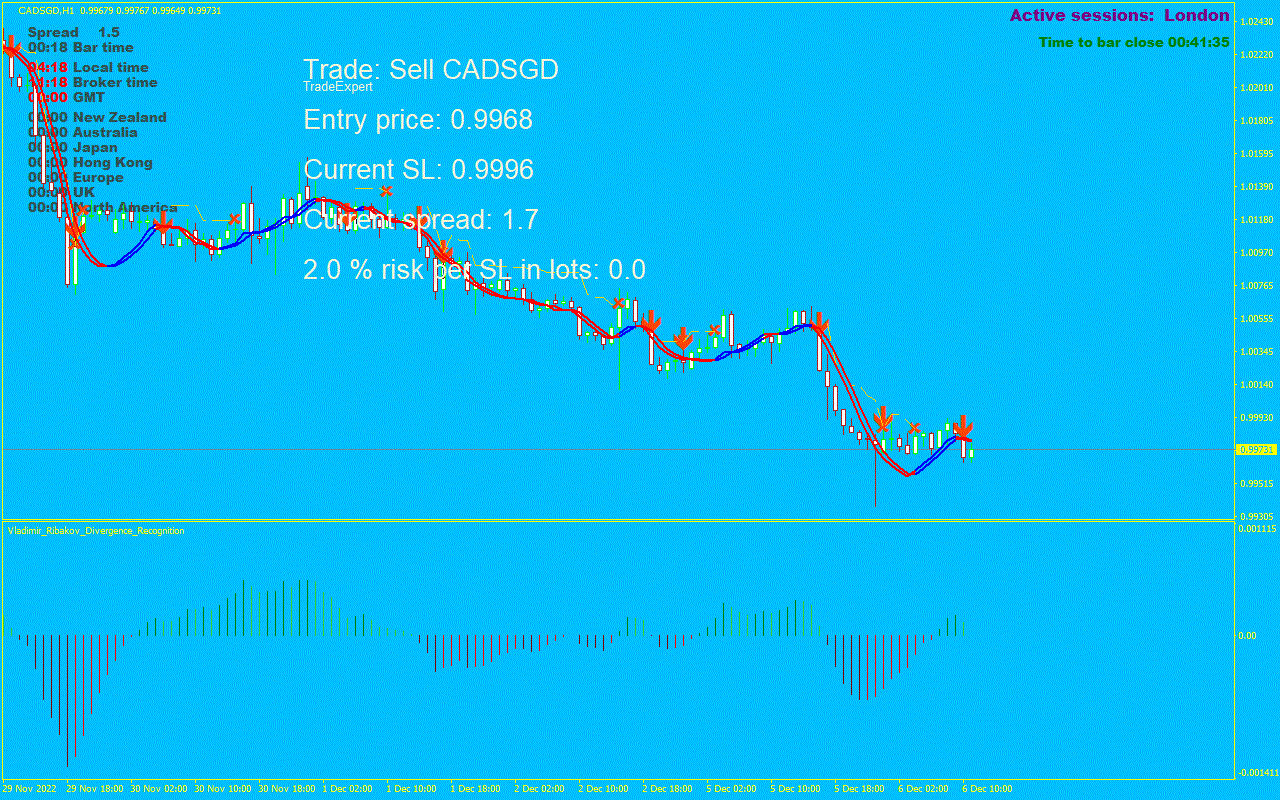 CADSGD,H1 0.99679 0.99767 0.99649 0.99731
Active sessions: London
Time to bar close 00:41:35
Spread 1.5
00:18 Bar time
04:18 Local time
11:18 Broker time
00:00 GMT
00:00 New Zealand
00:00 Australia
00:00 Japan
00:00 Hong Kong
00:00 Europe
00:00 UK
00:00 North America
Trade: Sell CADSGD
TradeExpert
Entry price: 0.9968
Current SL: 0.9996
Current spread: 1.7
2.0 % risk per SL in lots: 0.0
1.02430
1.02220
1.02010
1.01805
1.01595
1.01390
1.01180
1.00970
1.00765
1.00555
1.00345
1.00140
0.99930
0.99731
0.99515
0.99305
Vladimir_Ribakov_Divergence_Recognition
0.001115
0.00
-0.001411
29 Nov 2022
29 Nov 18:00
30 Nov 02:00
30 Nov 10:00
30 Nov 18:00
1 Dec 02:00
1 Dec 10:00
1 Dec 18:00
2 Dec 02:00
2 Dec 10:00
2 Dec 18:00
5 Dec 02:00
5 Dec 10:00
5 Dec 18:00
6 Dec 02:00
6 Dec 10:00